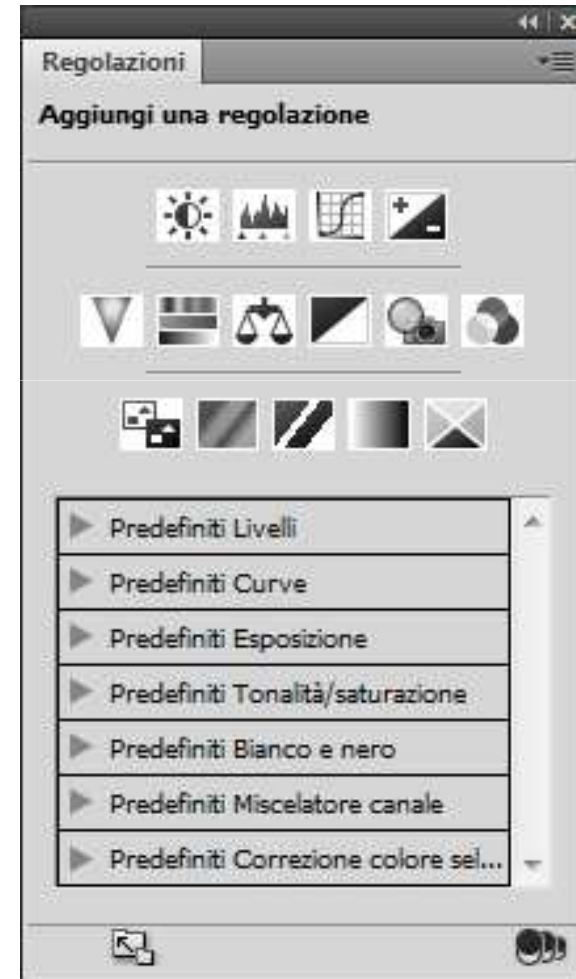 Regolazioni
Aggiungi una regolazione
Predefiniti Livelli
Predefiniti Curve
Predefiniti Esposizione
Predefiniti Tonalità/saturazione
Predefiniti Bianco e nero
Predefiniti Miscelatore canale
Predefiniti Correzione colore sel...